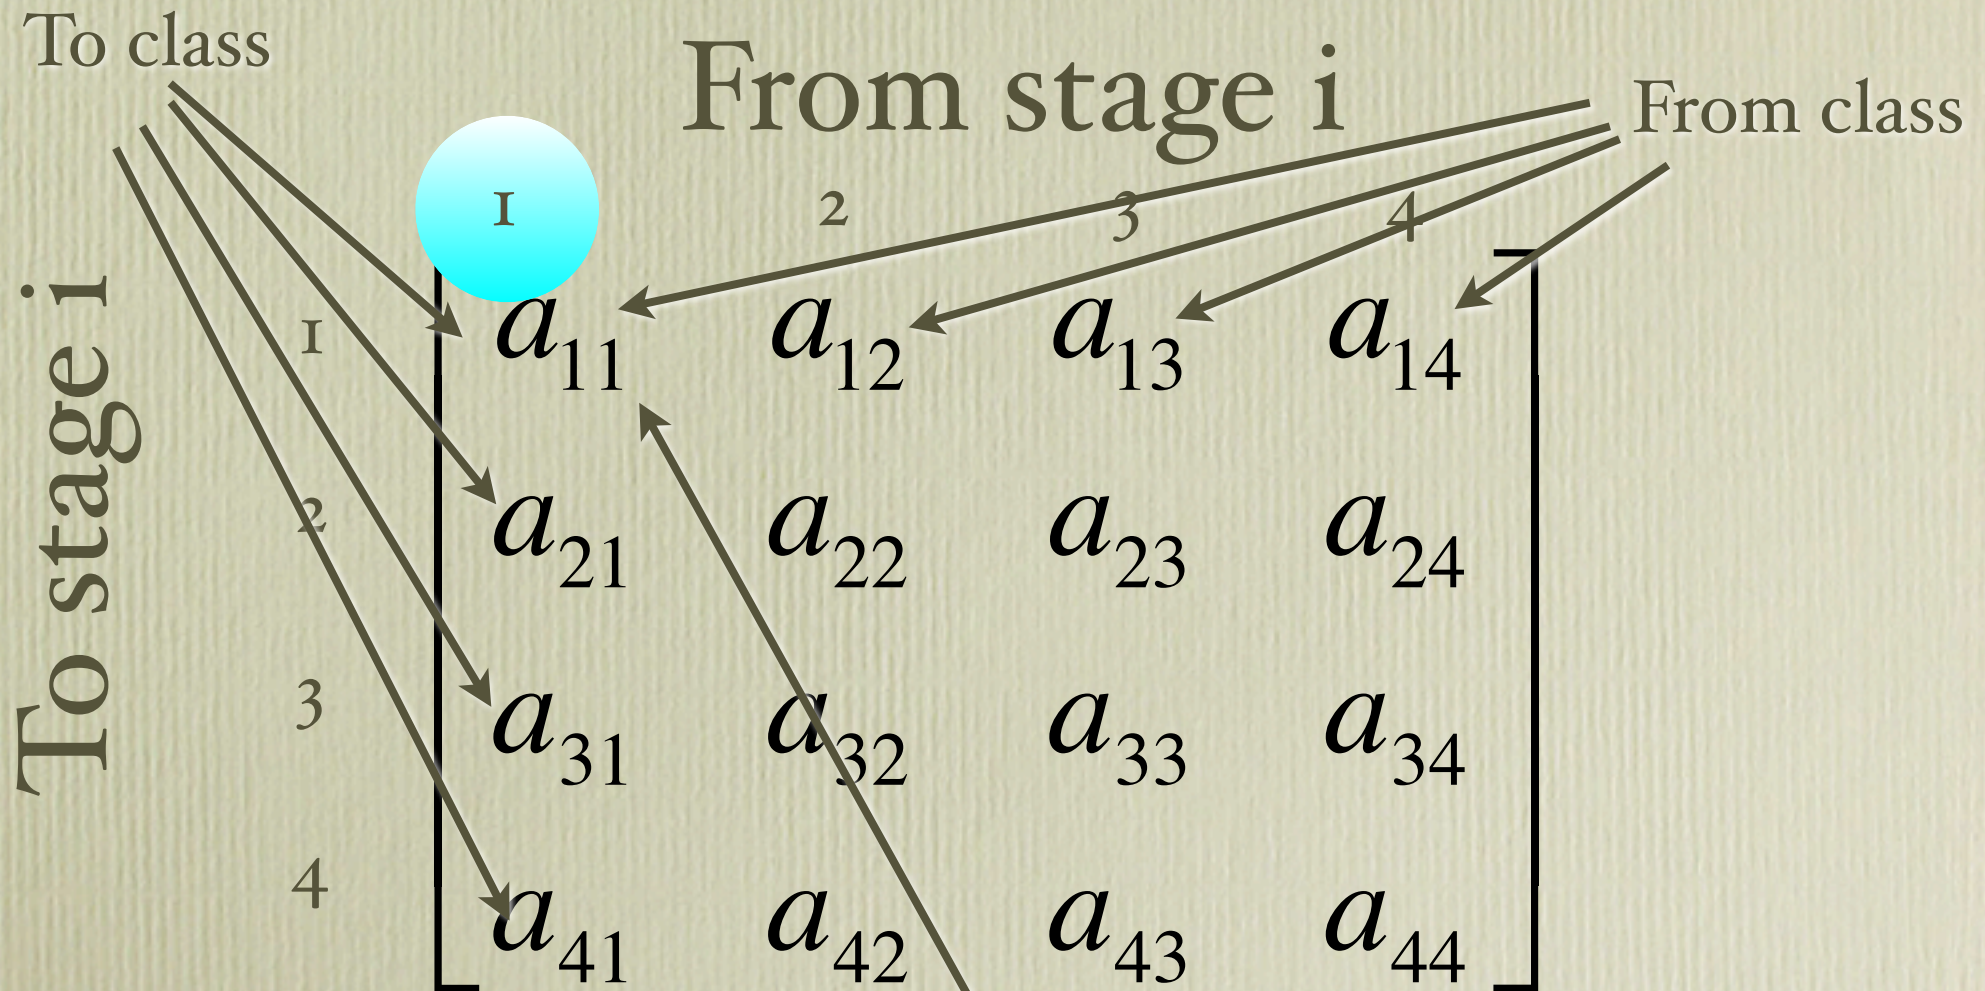 To class
From stage i
From class
1 2 3 4
To stage i
1 a11 a12 a13 a14
2 a21 a22 a23 a24
3 a31 a32 a33 a34
4 a41 a42 a43 a44